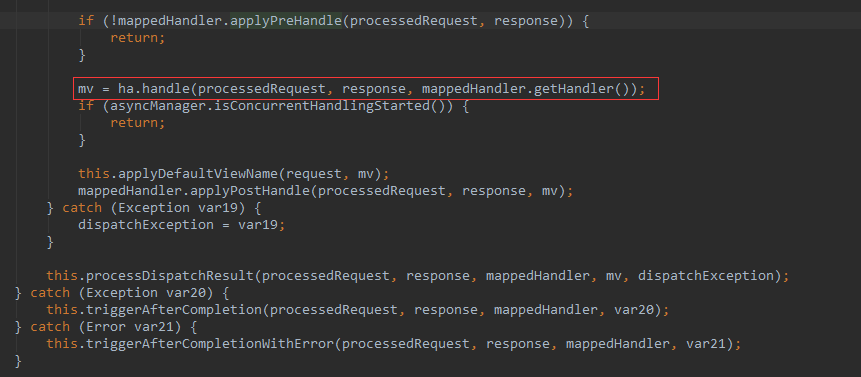 if (!mappedHandler.applyPreHandle(processedRequest, response)) {
return;
}
mv = ha.handle(processedRequest, response, mappedHandler.getHandler());
if (asyncManager.isConcurrentHandlingStarted()) {
return;
}
this.applyDefaultViewName(request, mv);
mappedHandler.applyPostHandle(processedRequest, response, mv);
} catch (Exception var19) {
dispatchException = var19;
}
this.processDispatchResult(processedRequest, response, mappedHandler, mv, dispatchException);
} catch (Exception var20) {
this.triggerAfterCompletion(processedRequest, response, mappedHandler, var20);
} catch (Error var21) {
this.triggerAfterCompletionWithError(processedRequest, response, mappedHandler, var21);
}